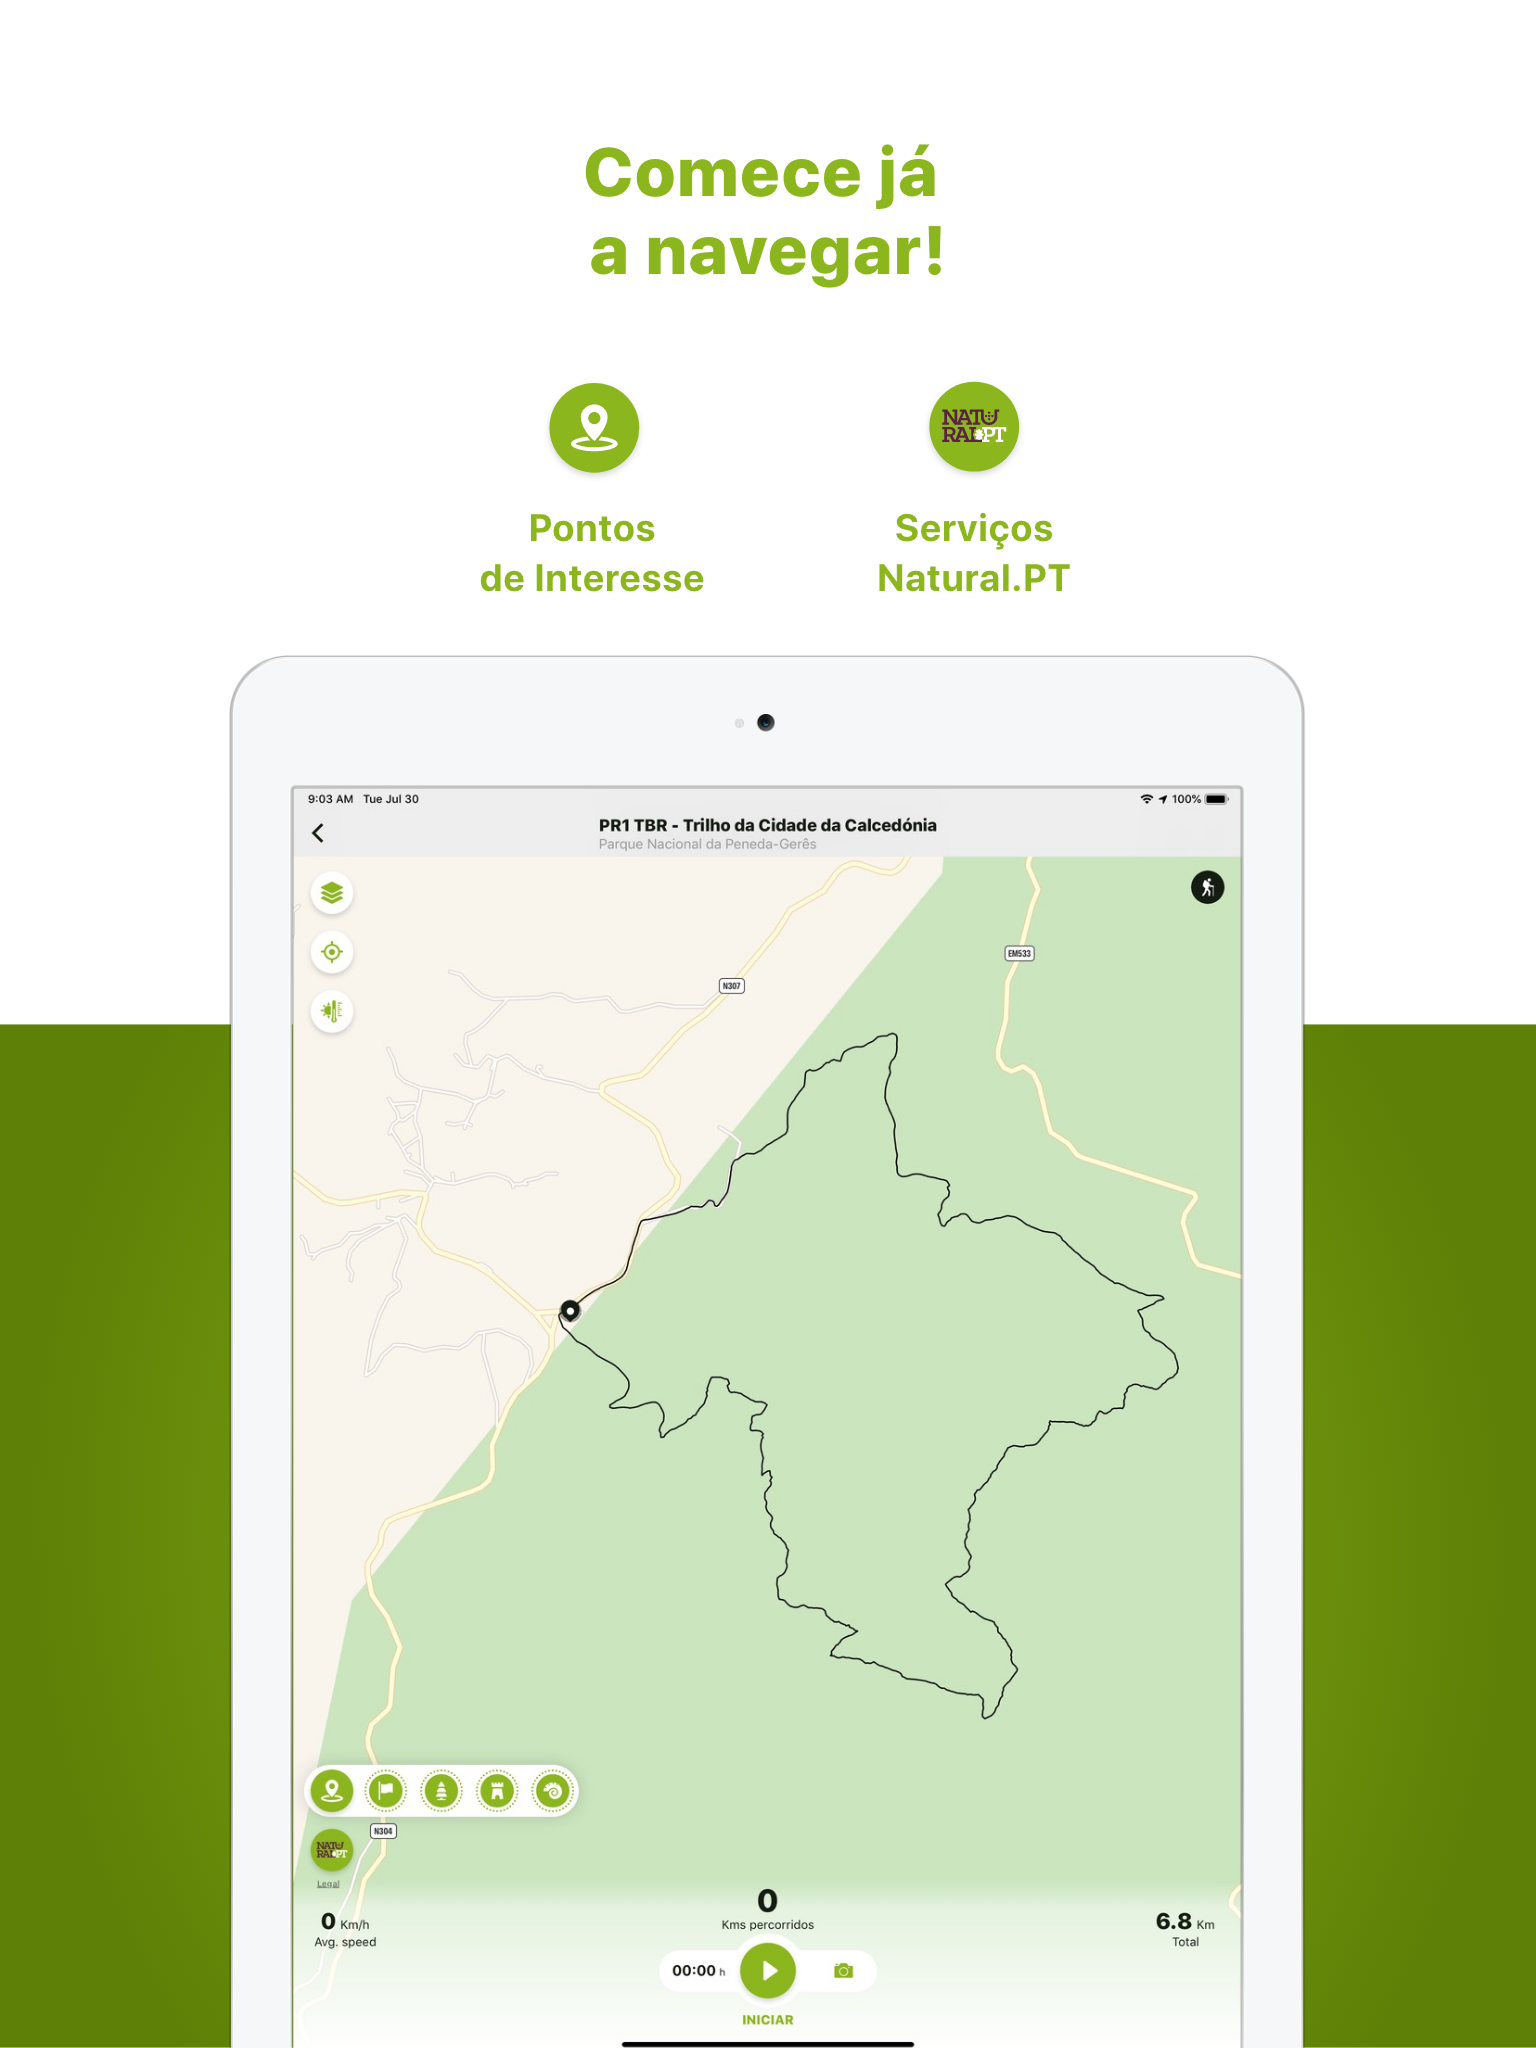 Comece já
a navegar!
NATU
RAL.PT
Pontos
de Interesse
Serviços
Natural.PT
9:03 AM Tue Jul 30
100%
PR1 TBR - Trilho da Cidade da Calcedónia
Parque Nacional da Peneda-Gerês
EM533
N307
N304
NATU
RAL.PT
Legal
0
Kms percorridos
0 Km/h
Avg. speed
6.8 Km
Total
00:00 h
INICIAR